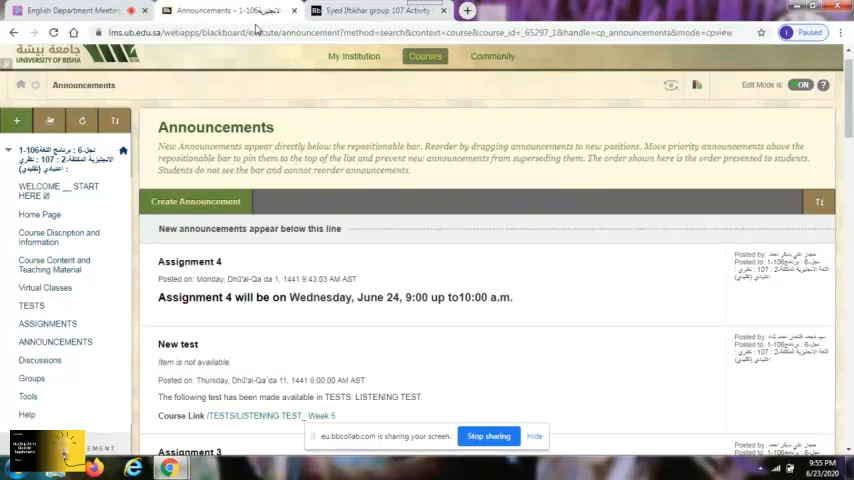 English Department Meeting
Announcements – 1-106
Syed Iftikhar group 107 Activity
lms.ub.edu.sa/webapps/blackboard/execute/announcement?method=search&context=course&course_id=_65297_1&handle=cp_announcements&mode=cpview
Paused
جامعة بيشة
UNIVERSITY OF BISHA
My Institution
Courses
Community
Announcements
Edit Mode is:
ON
Announcements
New Announcements appear directly below the repositionable bar. Reorder by dragging announcements to new positions. Move priority announcements above the
repositionable bar to pin them to the top of the list and prevent new announcements from superseding them. The order shown here is the order presented to students.
Students do not see the bar and cannot reorder announcements.
Create Announcement
New announcements appear below this line
Assignment 4
Posted on: Monday, Dhū'al-Qa`da 1, 1441 9:43:03 AM AST
Assignment 4 will be on Wednesday, June 24, 9:00 up to10:00 a.m.
Posted by:
Posted to:
New test
Item is not available.
Posted on: Thursday, Dhū'al-Qa`da 11, 1441 8:00:00 AM AST
The following test has been made available in TESTS: LISTENING TEST.
Course Link /TESTS/LISTENING TEST_ Week 5
Posted by:
Posted to:
Assignment 3
WELCOME __ START
HERE
Home Page
Course Discription and
Information
Course Content and
Teaching Material
Virtual Classes
TESTS
ASSIGNMENTS
ANNOUNCEMENTS
Discussions
Groups
Tools
Help
eu.bbcollab.com is sharing your screen.
Stop sharing
Hide
9:55 PM
6/23/2020